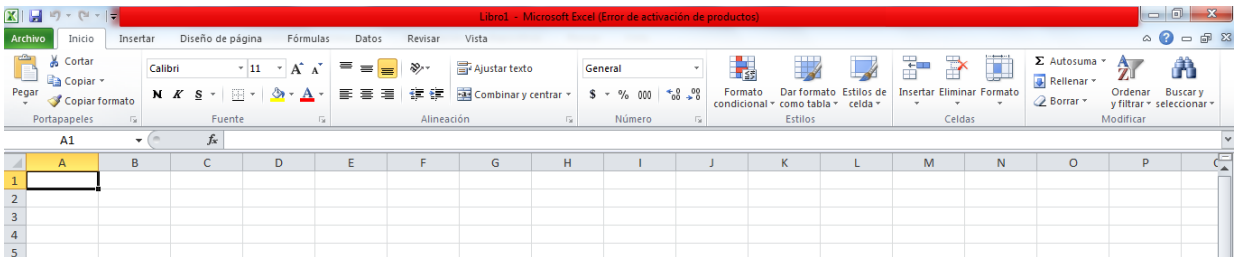 Libro1 - Microsoft Excel (Error de activación de productos)
Archivo Inicio Insertar Diseño de página Fórmulas Datos Revisar Vista
Pegar
Cortar
Copiar
Copiar formato
Portapapeles
Calibri 11 A A
N K S A
Fuente
Ajustar texto
Combinar y centrar
Alineación
General
$ % 000 ,00 ,00
Número
Formato condicional
Dar formato como tabla
Estilos de celda
Estilos
Insertar Eliminar Formato
Celdas
Σ Autosuma
Rellenar
Borrar
Ordenar y filtrar
Buscar y seleccionar
Modificar
A1 fx
A B C D E F G H I J K L M N O P
1
2
3
4
5